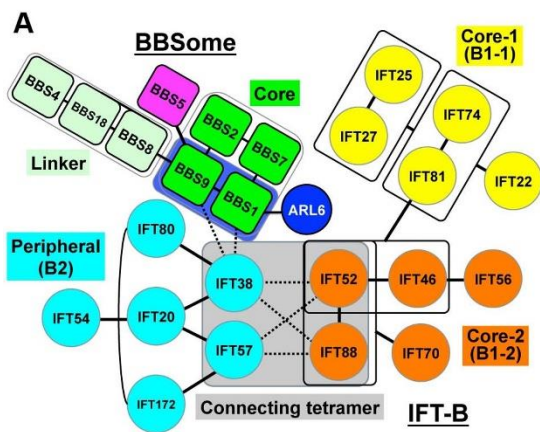 A
BBSome
Core-1
(B1-1)
BBS4
BBS18
BBS8
BBS5
BBS2
BBS7
Core
Linker
BBS9
BBS1
ARL6
IFT25
IFT27
IFT74
IFT81
IFT22
Peripheral
(B2)
IFT80
IFT54
IFT20
IFT172
IFT38
IFT57
IFT52
IFT46
IFT56
IFT88
IFT70
Core-2
(B1-2)
Connecting tetramer
IFT-B